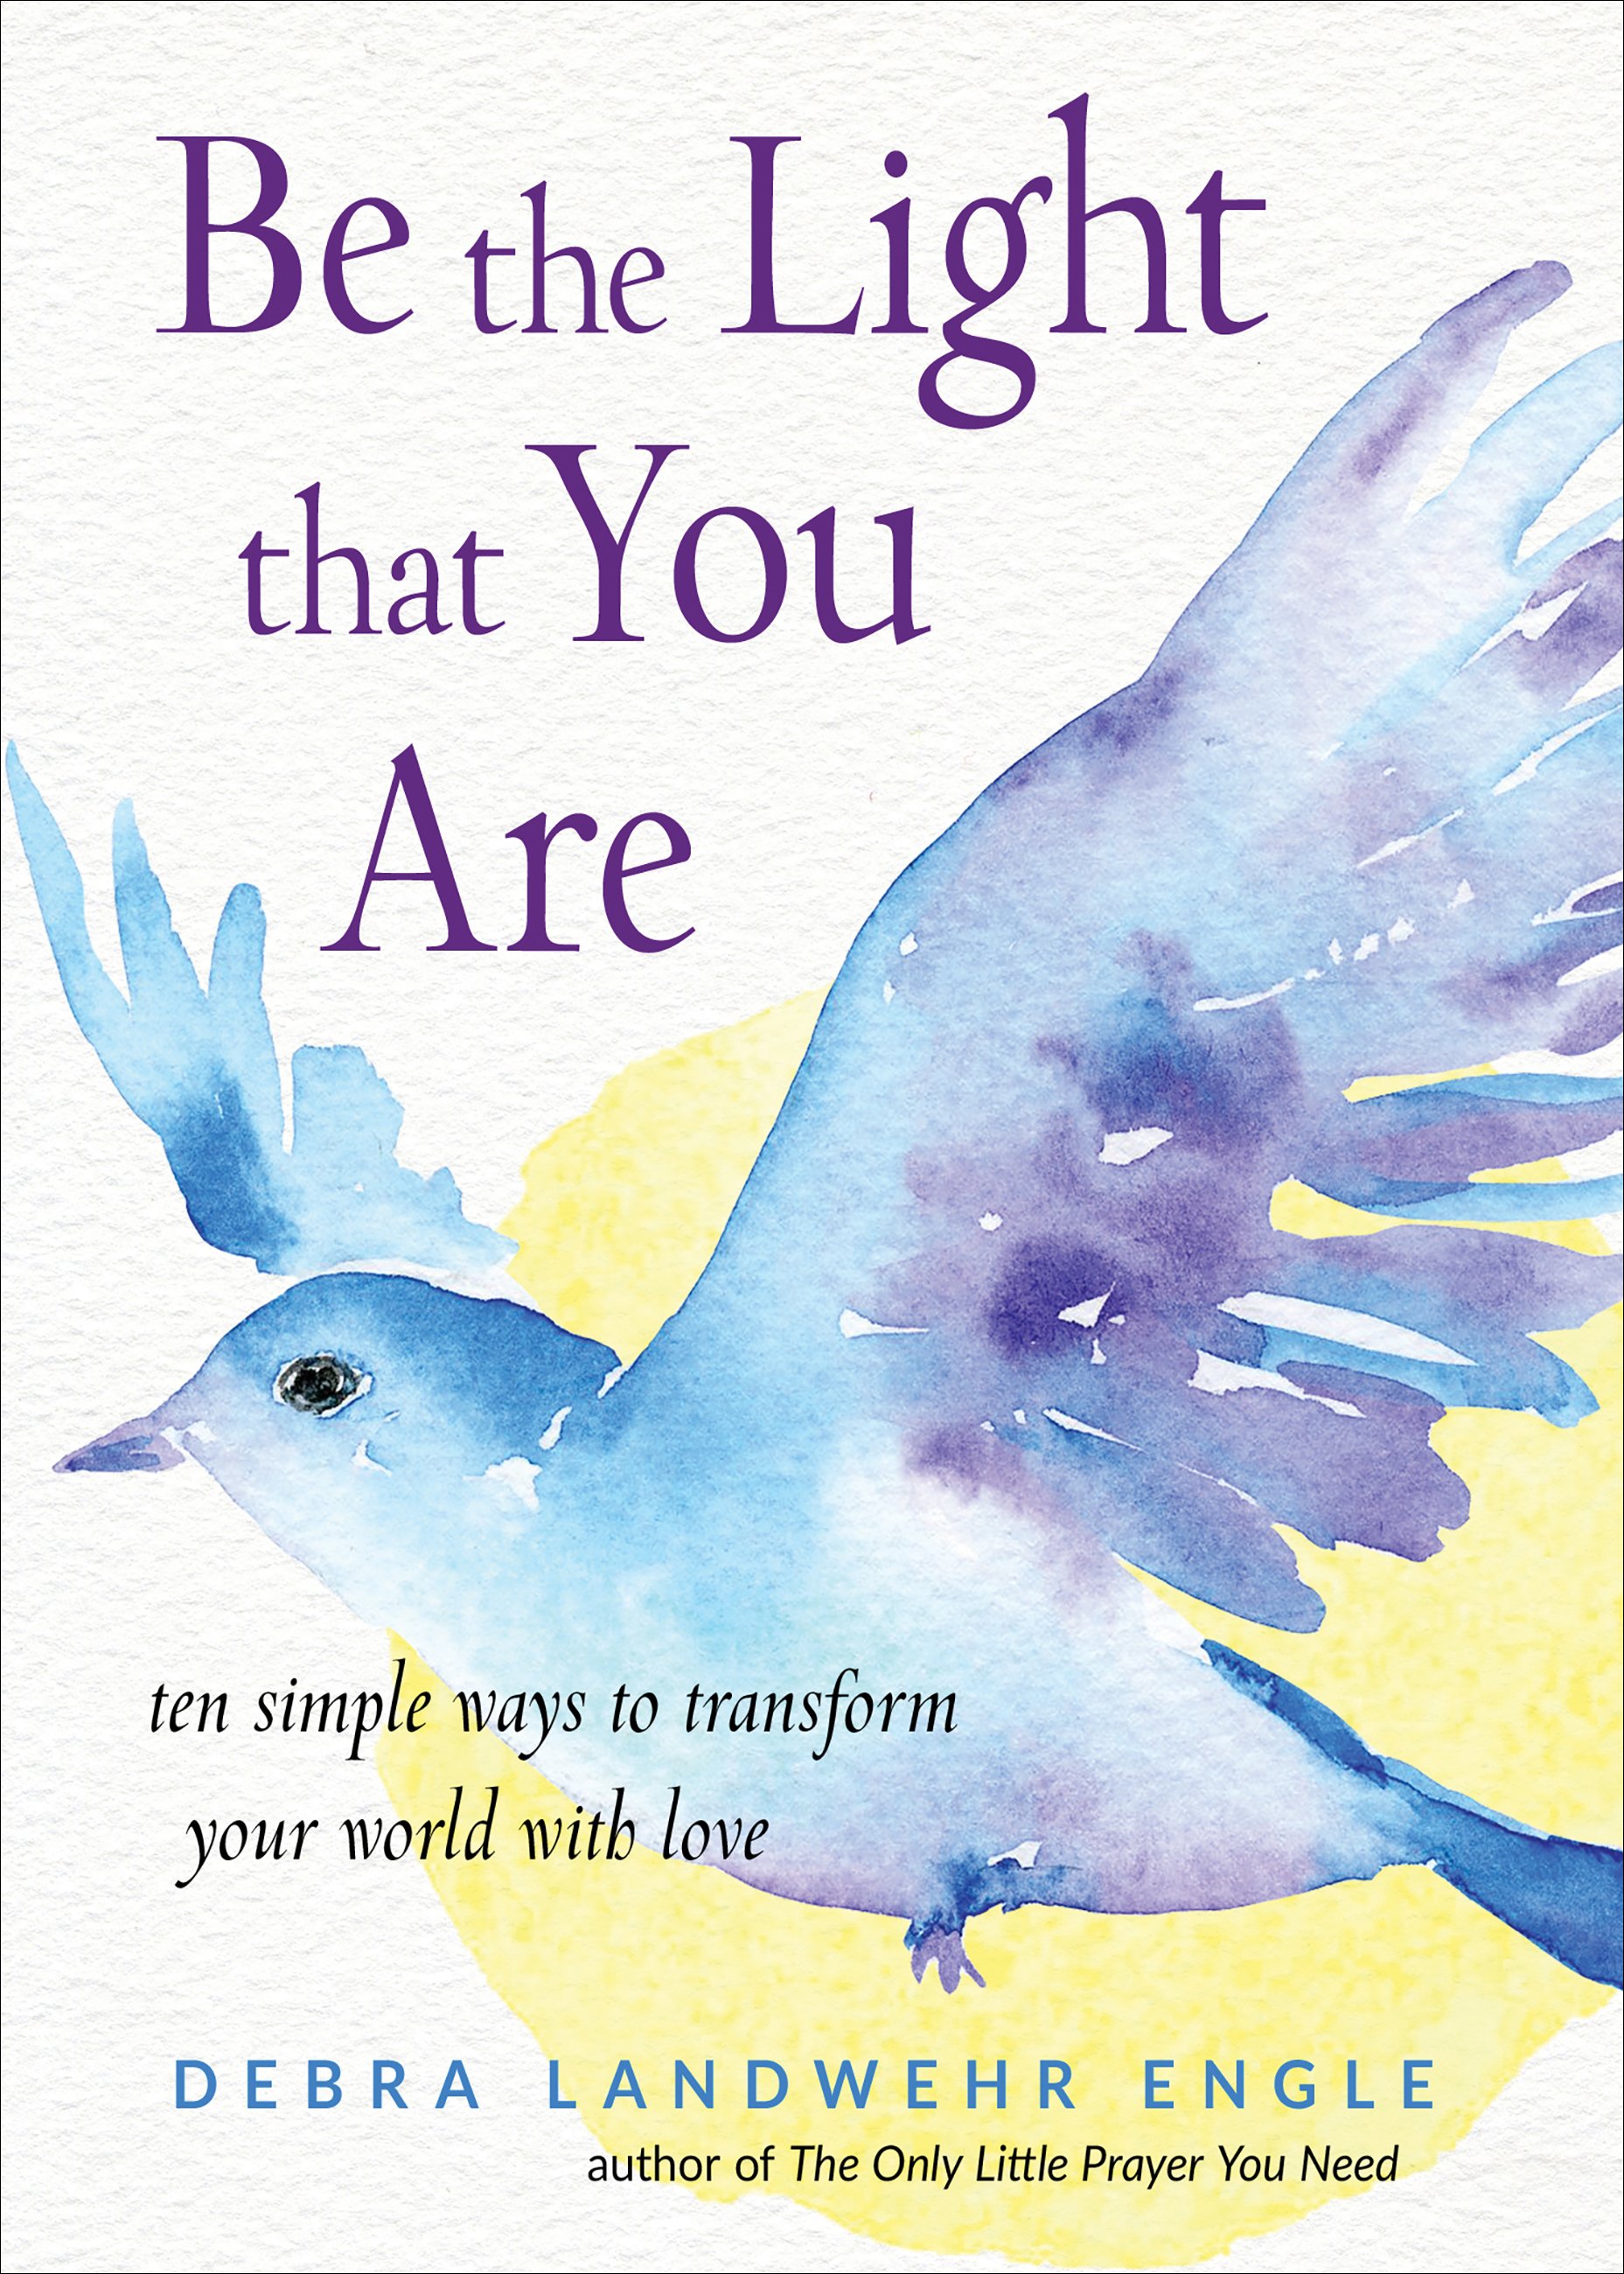 Be the Light
that You
Are
ten simple ways to transform
your world with love
DEBRA LANDWEHR ENGLE
author of The Only Little Prayer You Need